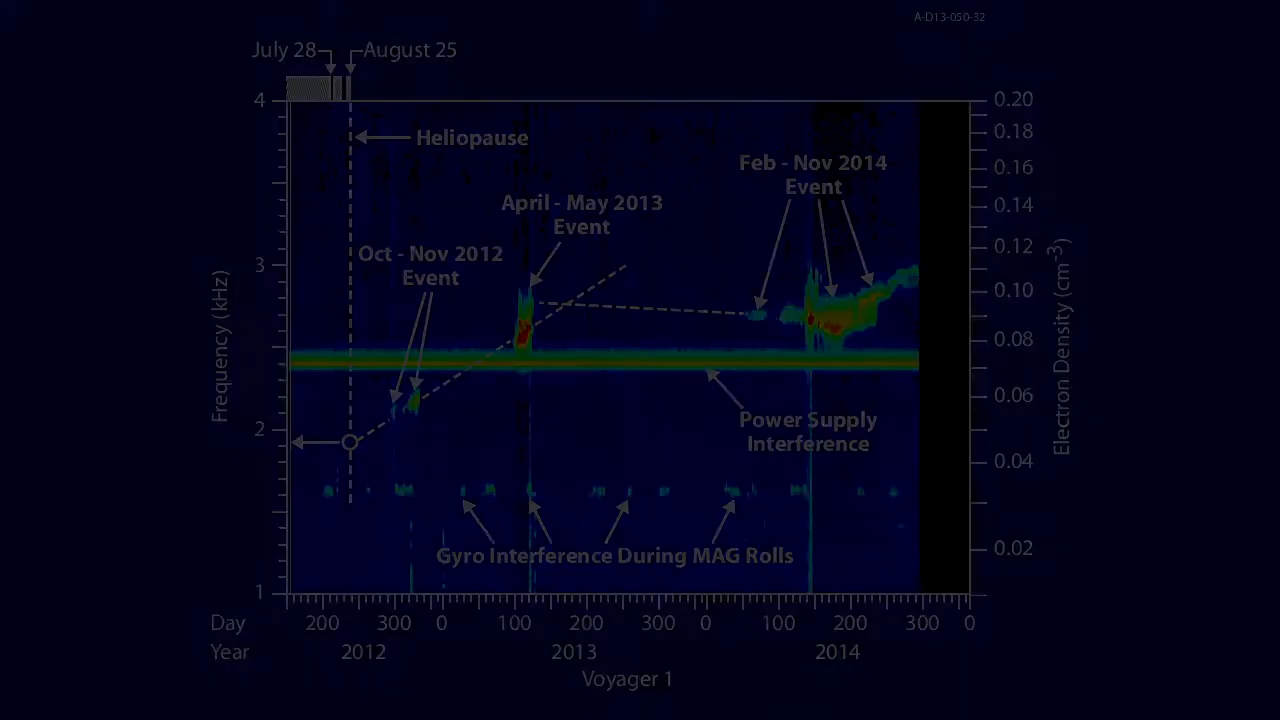 A-D13-050-32
July 28
August 25
4
0.20
Heliopause
0.18
Feb - Nov 2014
Event
0.16
April - May 2013
Event
0.14
Oct - Nov 2012
Event
0.12
3
0.10
Frequency (kHz)
Electron Density (cm-3)
0.08
0.06
Power Supply
Interference
2
0.04
Gyro Interference During MAG Rolls
0.02
1
Day 200 300 0 100 200 300 0 100 200 300 0
Year 2012 2013 2014
Voyager 1